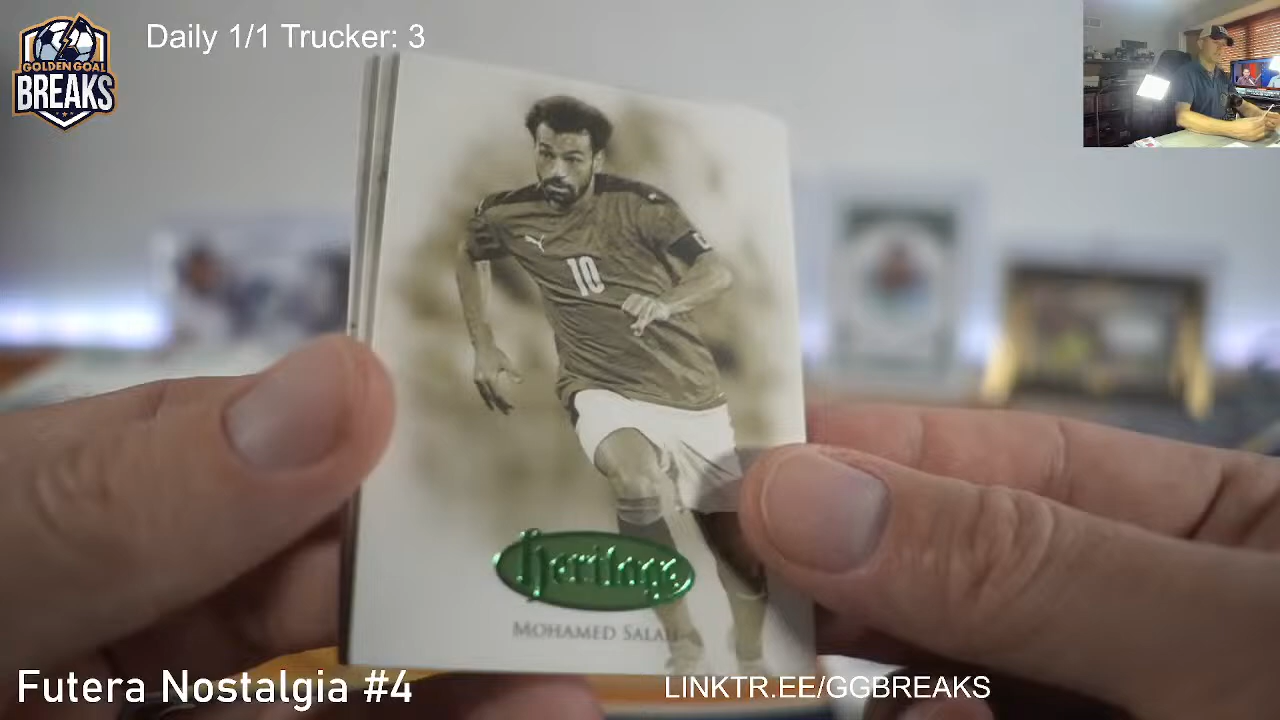 GOLDEN GOAL
BREAKS
Daily 1/1 Trucker: 3
10
heritage
MOHAMED SALAH
Futera Nostalgia #4
LINKTR.EE/GGBREAKS